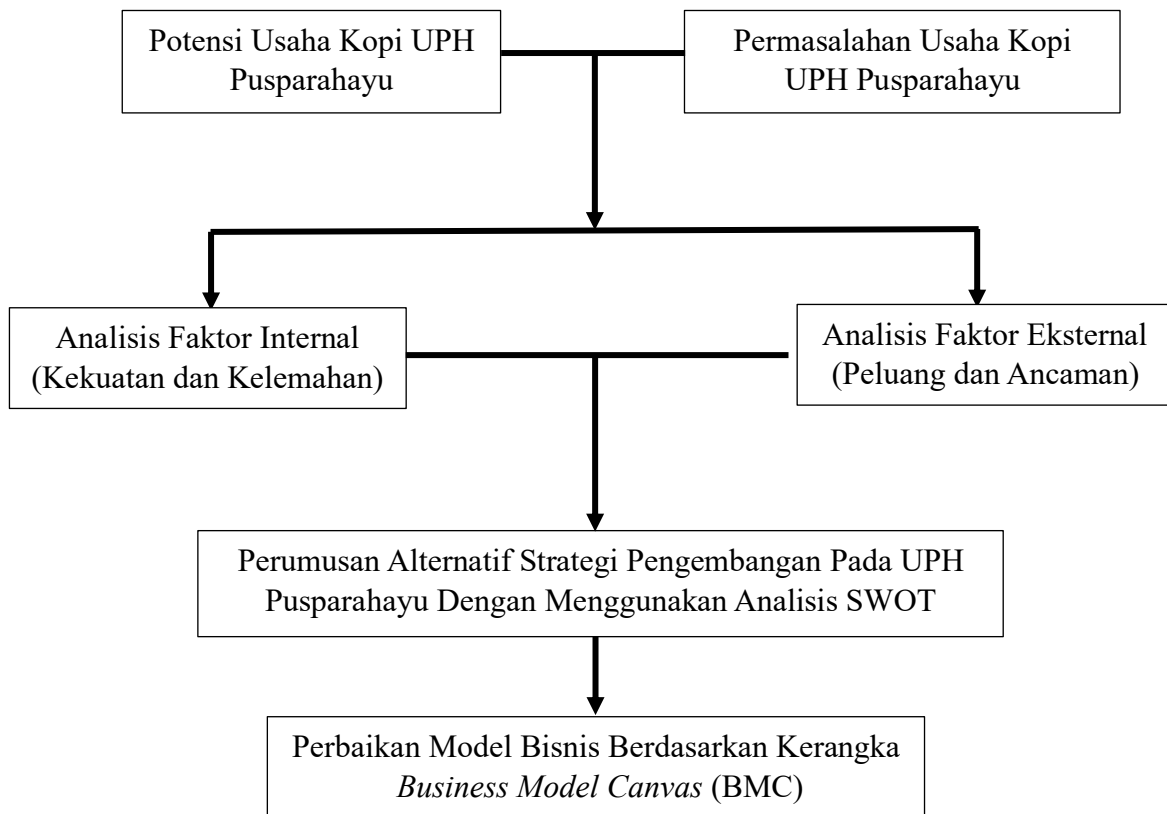 Potensi Usaha Kopi UPH
Pusparahayu
Permasalahan Usaha Kopi
UPH Pusparahayu
Analisis Faktor Internal
(Kekuatan dan Kelemahan)
Analisis Faktor Eksternal
(Peluang dan Ancaman)
Perumusan Alternatif Strategi Pengembangan Pada UPH
Pusparahayu Dengan Menggunakan Analisis SWOT
Perbaikan Model Bisnis Berdasarkan Kerangka
Business Model Canvas (BMC)